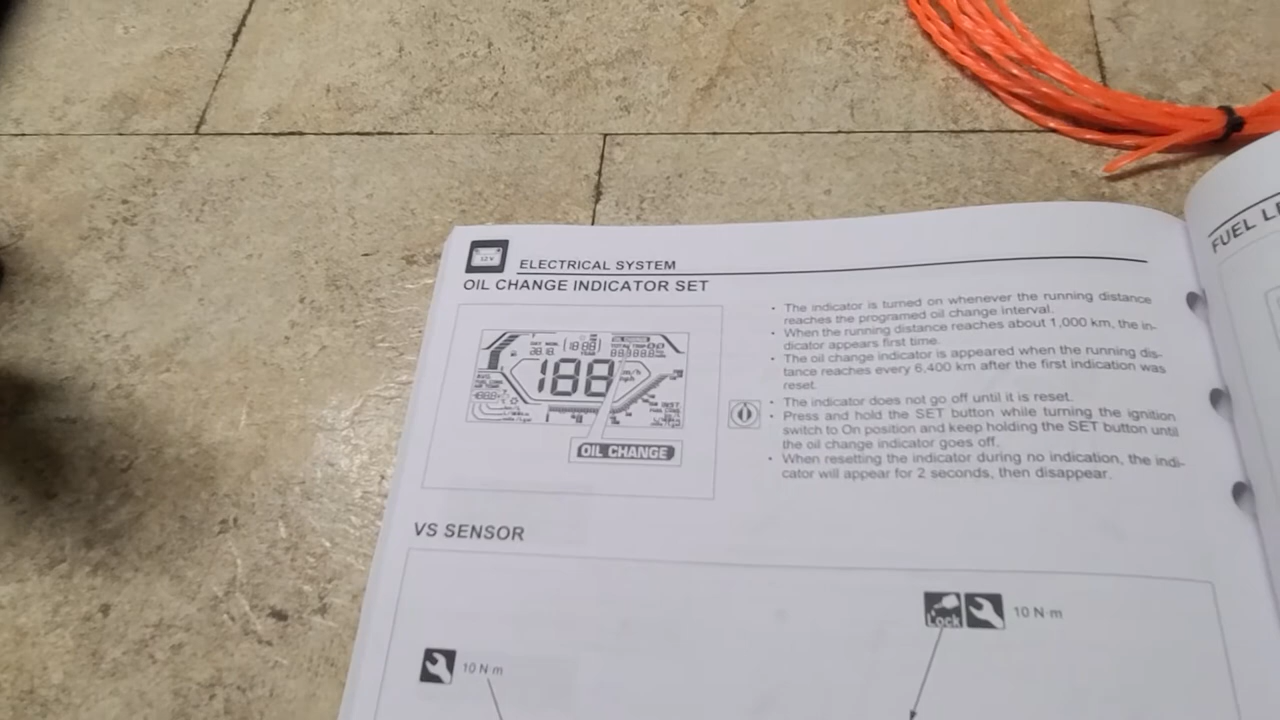 12 V
ELECTRICAL SYSTEM
OIL CHANGE INDICATOR SET
• The indicator is turned on whenever the running distance
reaches the programed oil change interval.
• When the running distance reaches about 1,000 km, the in-
dicator appears first time.
• The oil change indicator is appeared when the running dis-
tance reaches every 6,400 km after the first indication was
reset.
• The indicator does not go off until it is reset.
• Press and hold the SET button while turning the ignition
switch to On position and keep holding the SET button until
the oil change indicator goes off.
• When resetting the indicator during no indication, the indi-
cator will appear for 2 seconds, then disappear.
188
km/h
mph
OIL CHANGE
VS SENSOR
Lock
10 N·m
10 N·m
FUEL